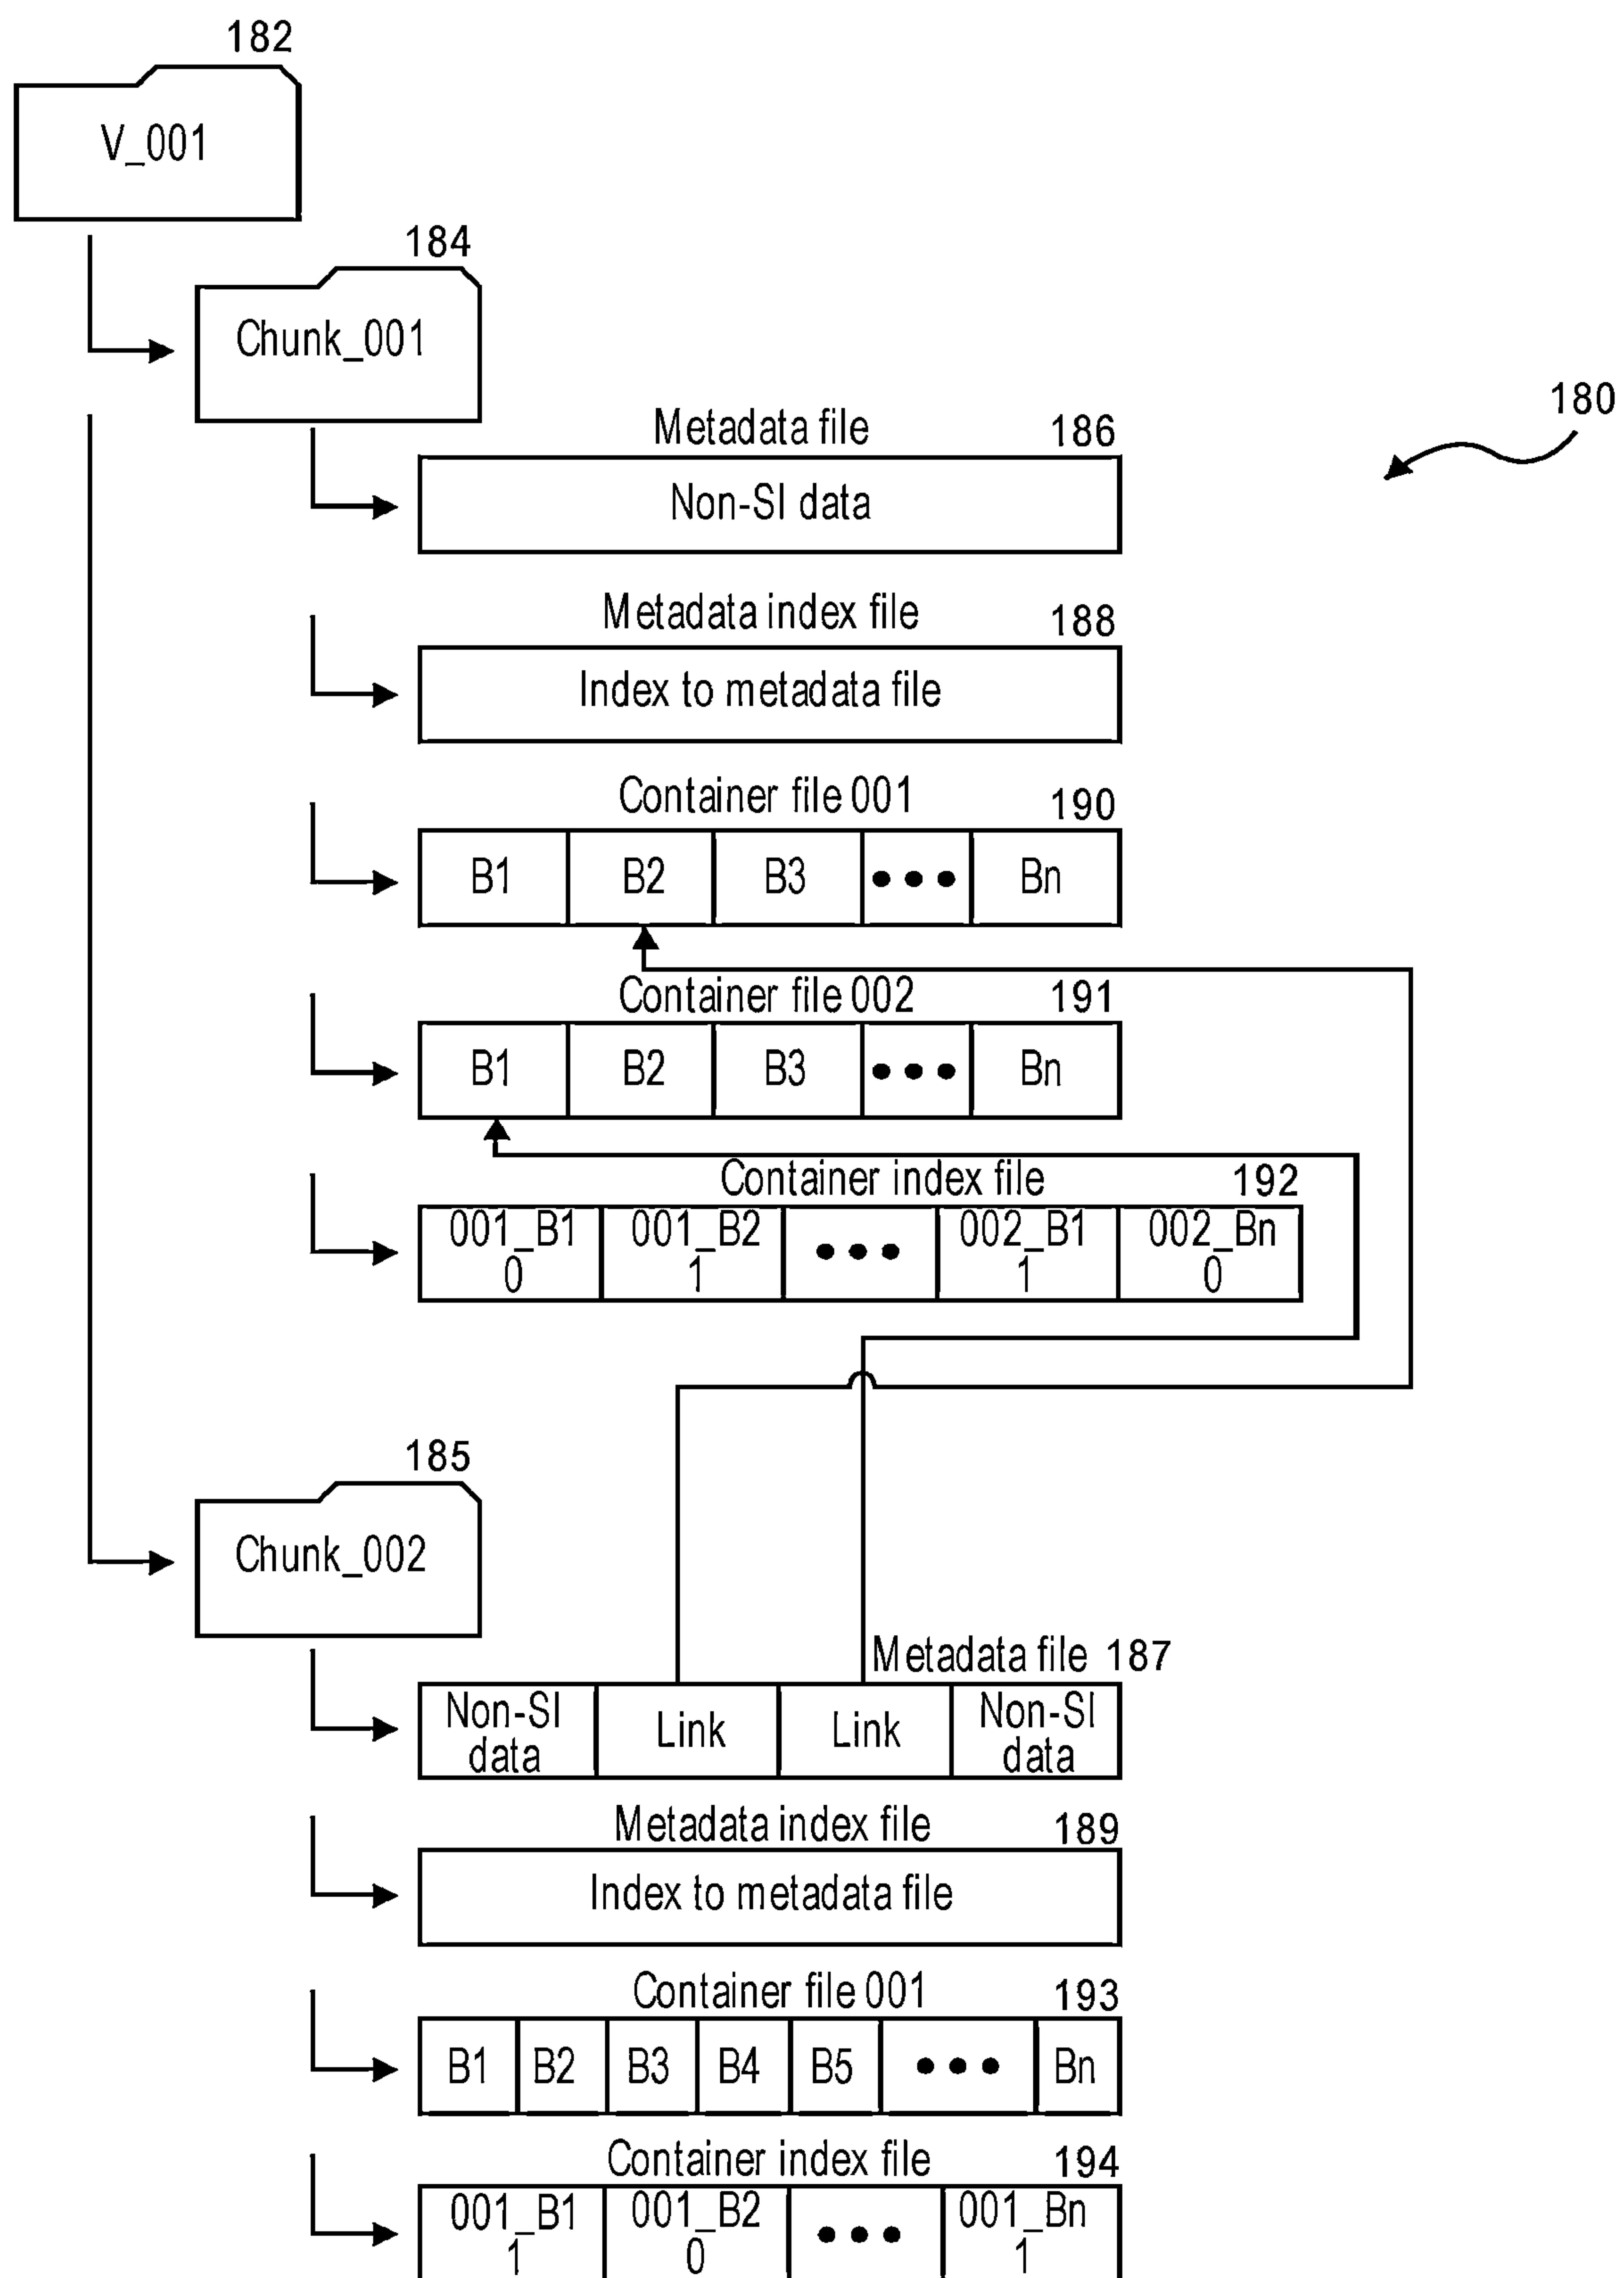 182
V_001
184
Chunk_001
180
Metadata file 186
Non-SI data
Metadata index file 188
Index to metadata file
Container file 001 190
B1 B2 B3 ••• Bn
Container file 002 191
B1 B2 B3 ••• Bn
Container index file 192
001_B1 001_B2 ••• 002_B1 002_Bn
0 1 1 0
185
Chunk_002
Metadata file 187
Non-SI Link Link Non-SI
data data
Metadata index file 189
Index to metadata file
Container file 001 193
B1 B2 B3 B4 B5 ••• Bn
Container index file 194
001_B1 001_B2 ••• 001_Bn
1 0 1